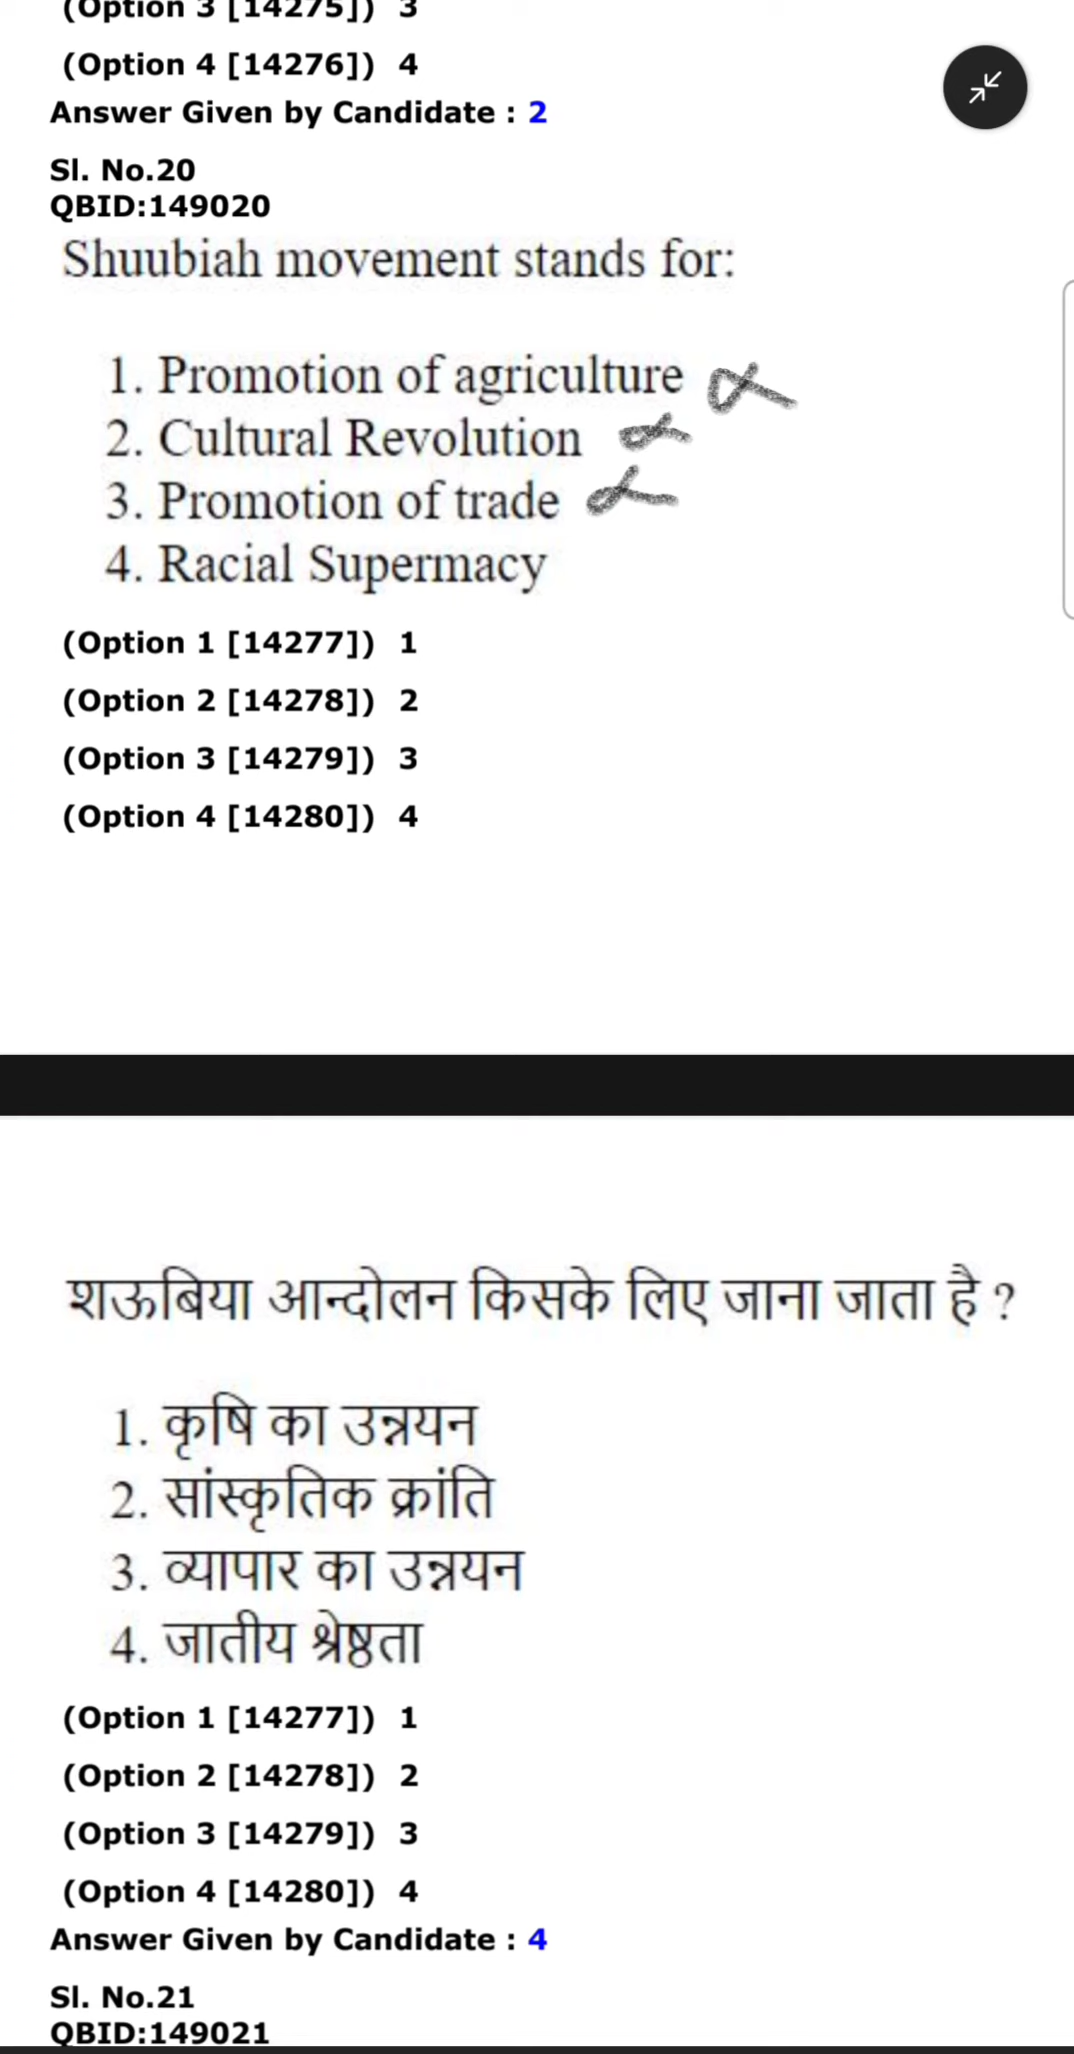 (Option 3 [14275]) 3
(Option 4 [14276]) 4
Answer Given by Candidate : 2
Sl. No.20
QBID:149020
Shuubiah movement stands for:
1. Promotion of agriculture
2. Cultural Revolution
3. Promotion of trade
4. Racial Supermacy
(Option 1 [14277]) 1
(Option 2 [14278]) 2
(Option 3 [14279]) 3
(Option 4 [14280]) 4
शऊबिया आन्दोलन किसके लिए जाना जाता है ?
1. कृषि का उन्नयन
2. सांस्कृतिक क्रांति
3. व्यापार का उन्नयन
4. जातीय श्रेष्ठता
(Option 1 [14277]) 1
(Option 2 [14278]) 2
(Option 3 [14279]) 3
(Option 4 [14280]) 4
Answer Given by Candidate : 4
Sl. No.21
QBID:149021